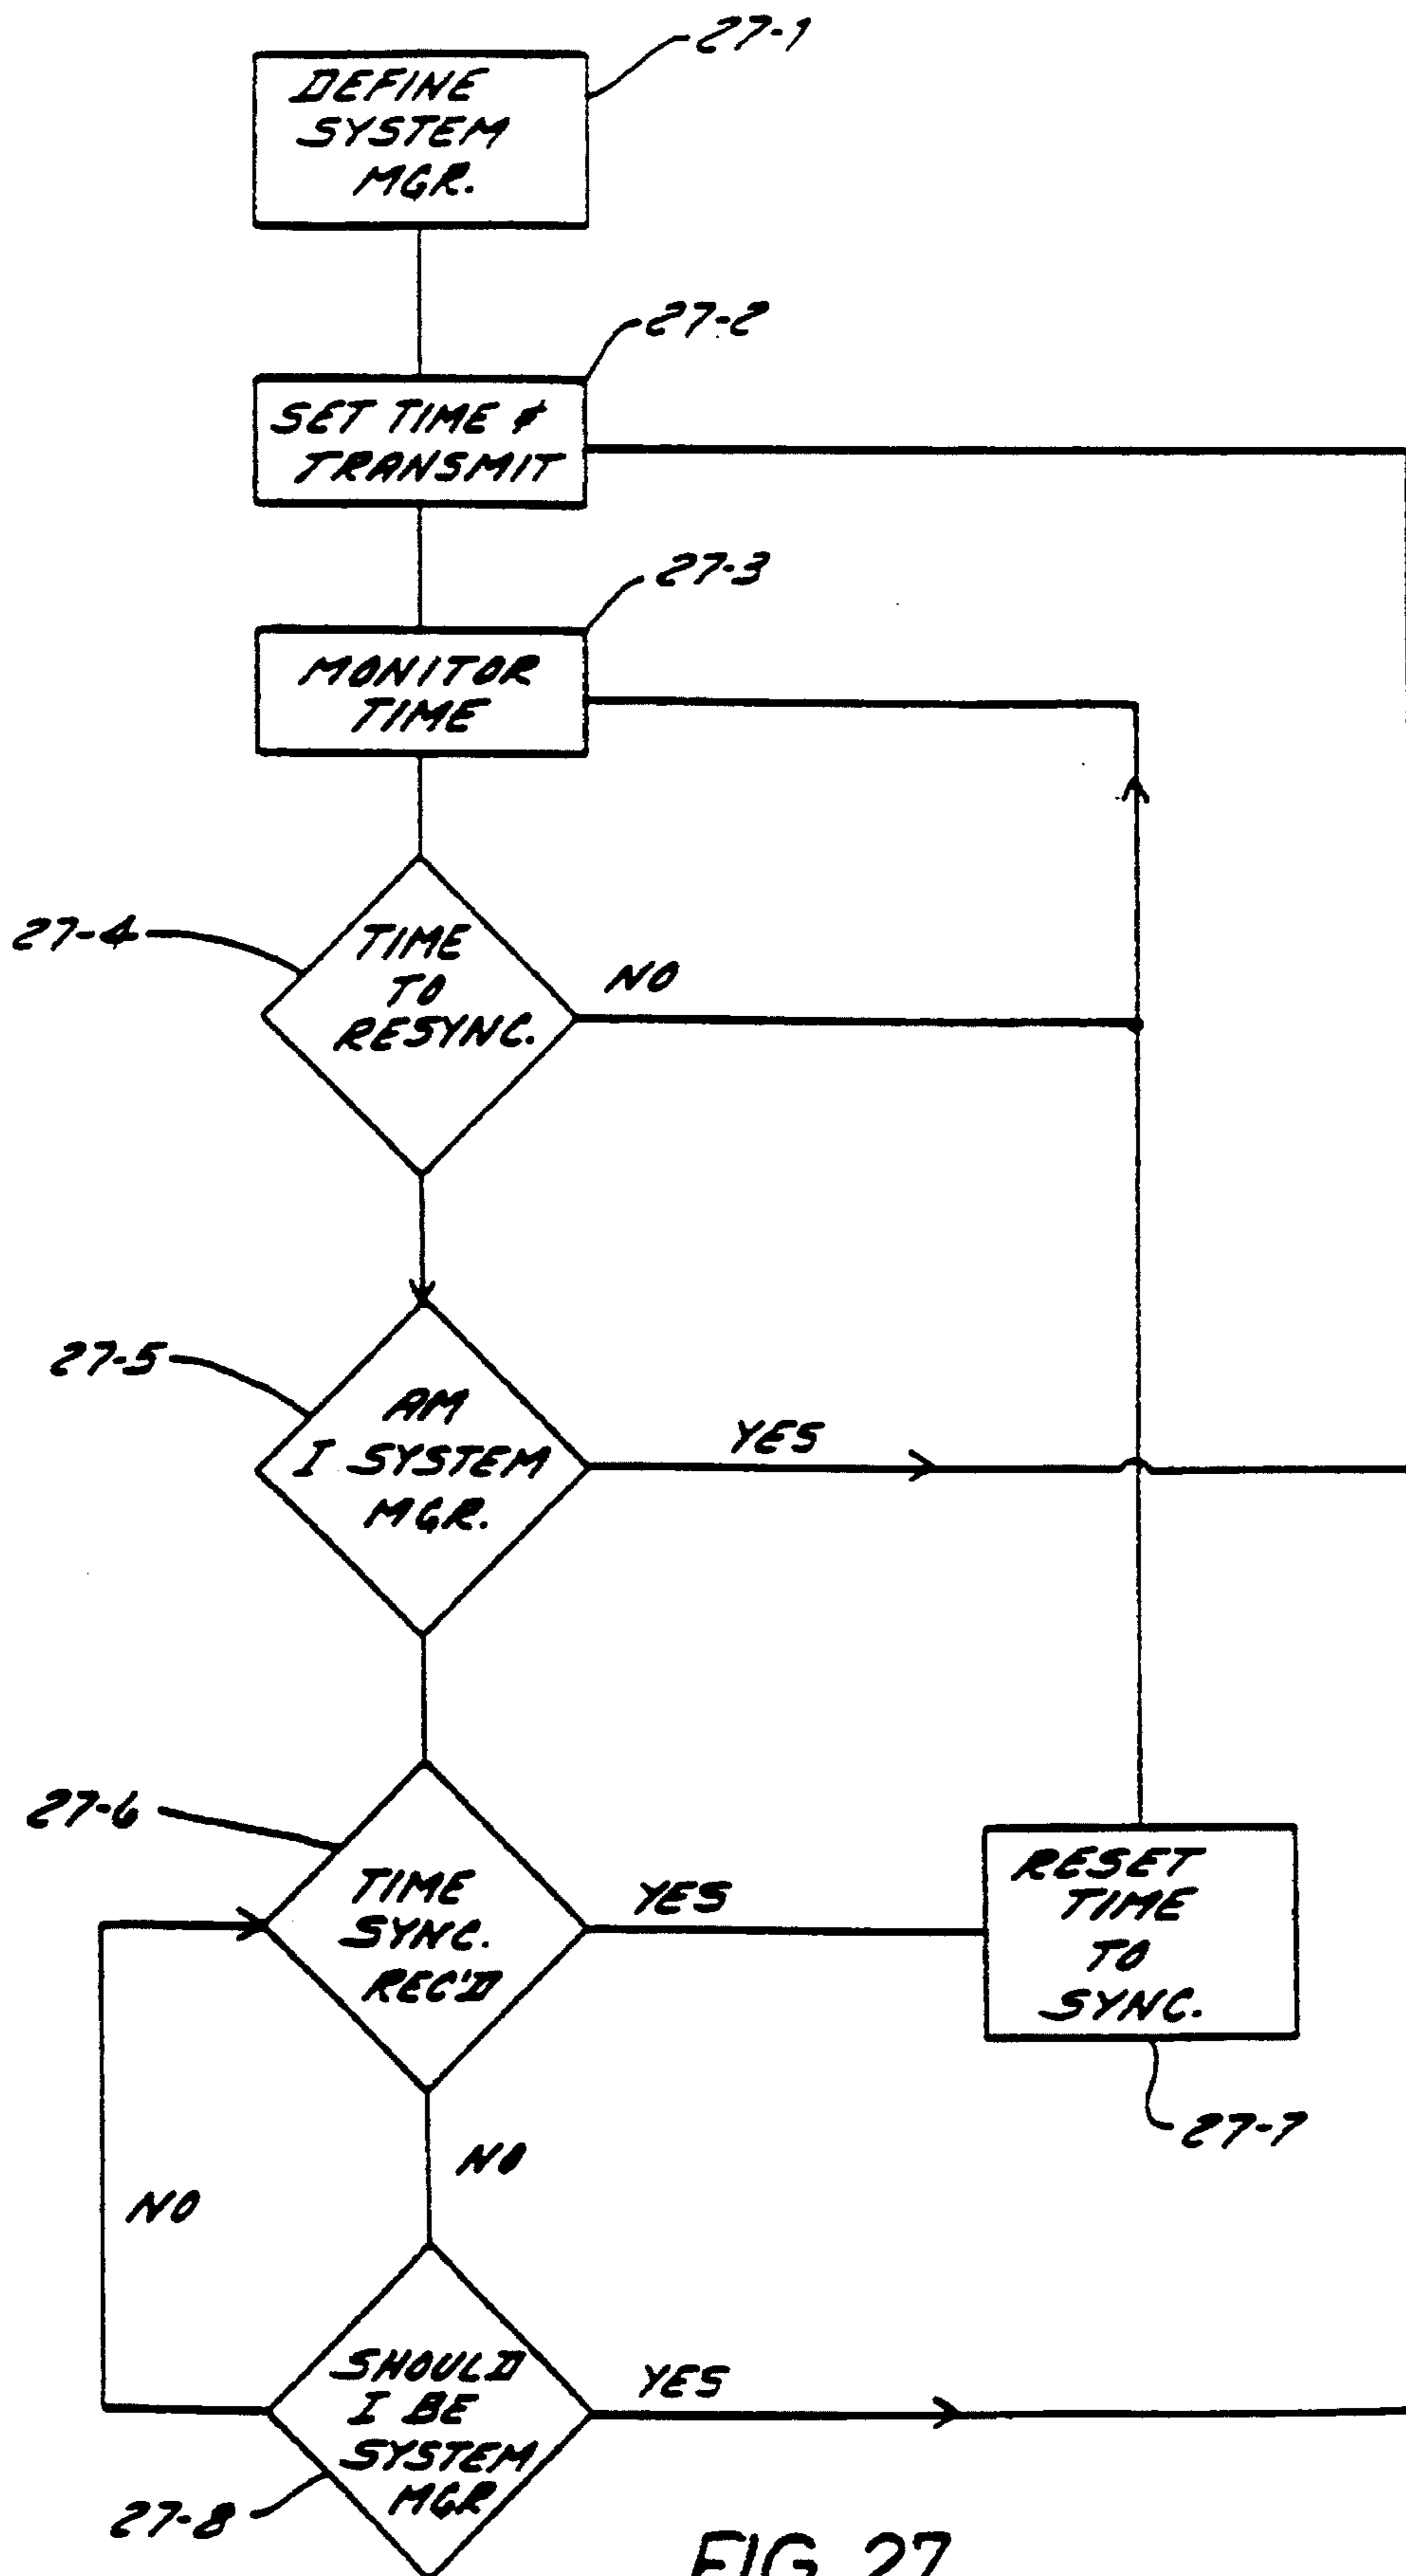 27-1
DEFINE
SYSTEM
MGR.
27-2
SET TIME &
TRANSMIT
27-3
MONITOR
TIME
27-4
TIME
TO
RESYNC.
NO
27-5
AM
I SYSTEM
MGR.
YES
27-6
TIME
SYNC.
REC'D
YES
RESET
TIME
TO
SYNC.
27-7
NO
NO
SHOULD
I BE
SYSTEM
MGR
YES
27-8
FIG. 27